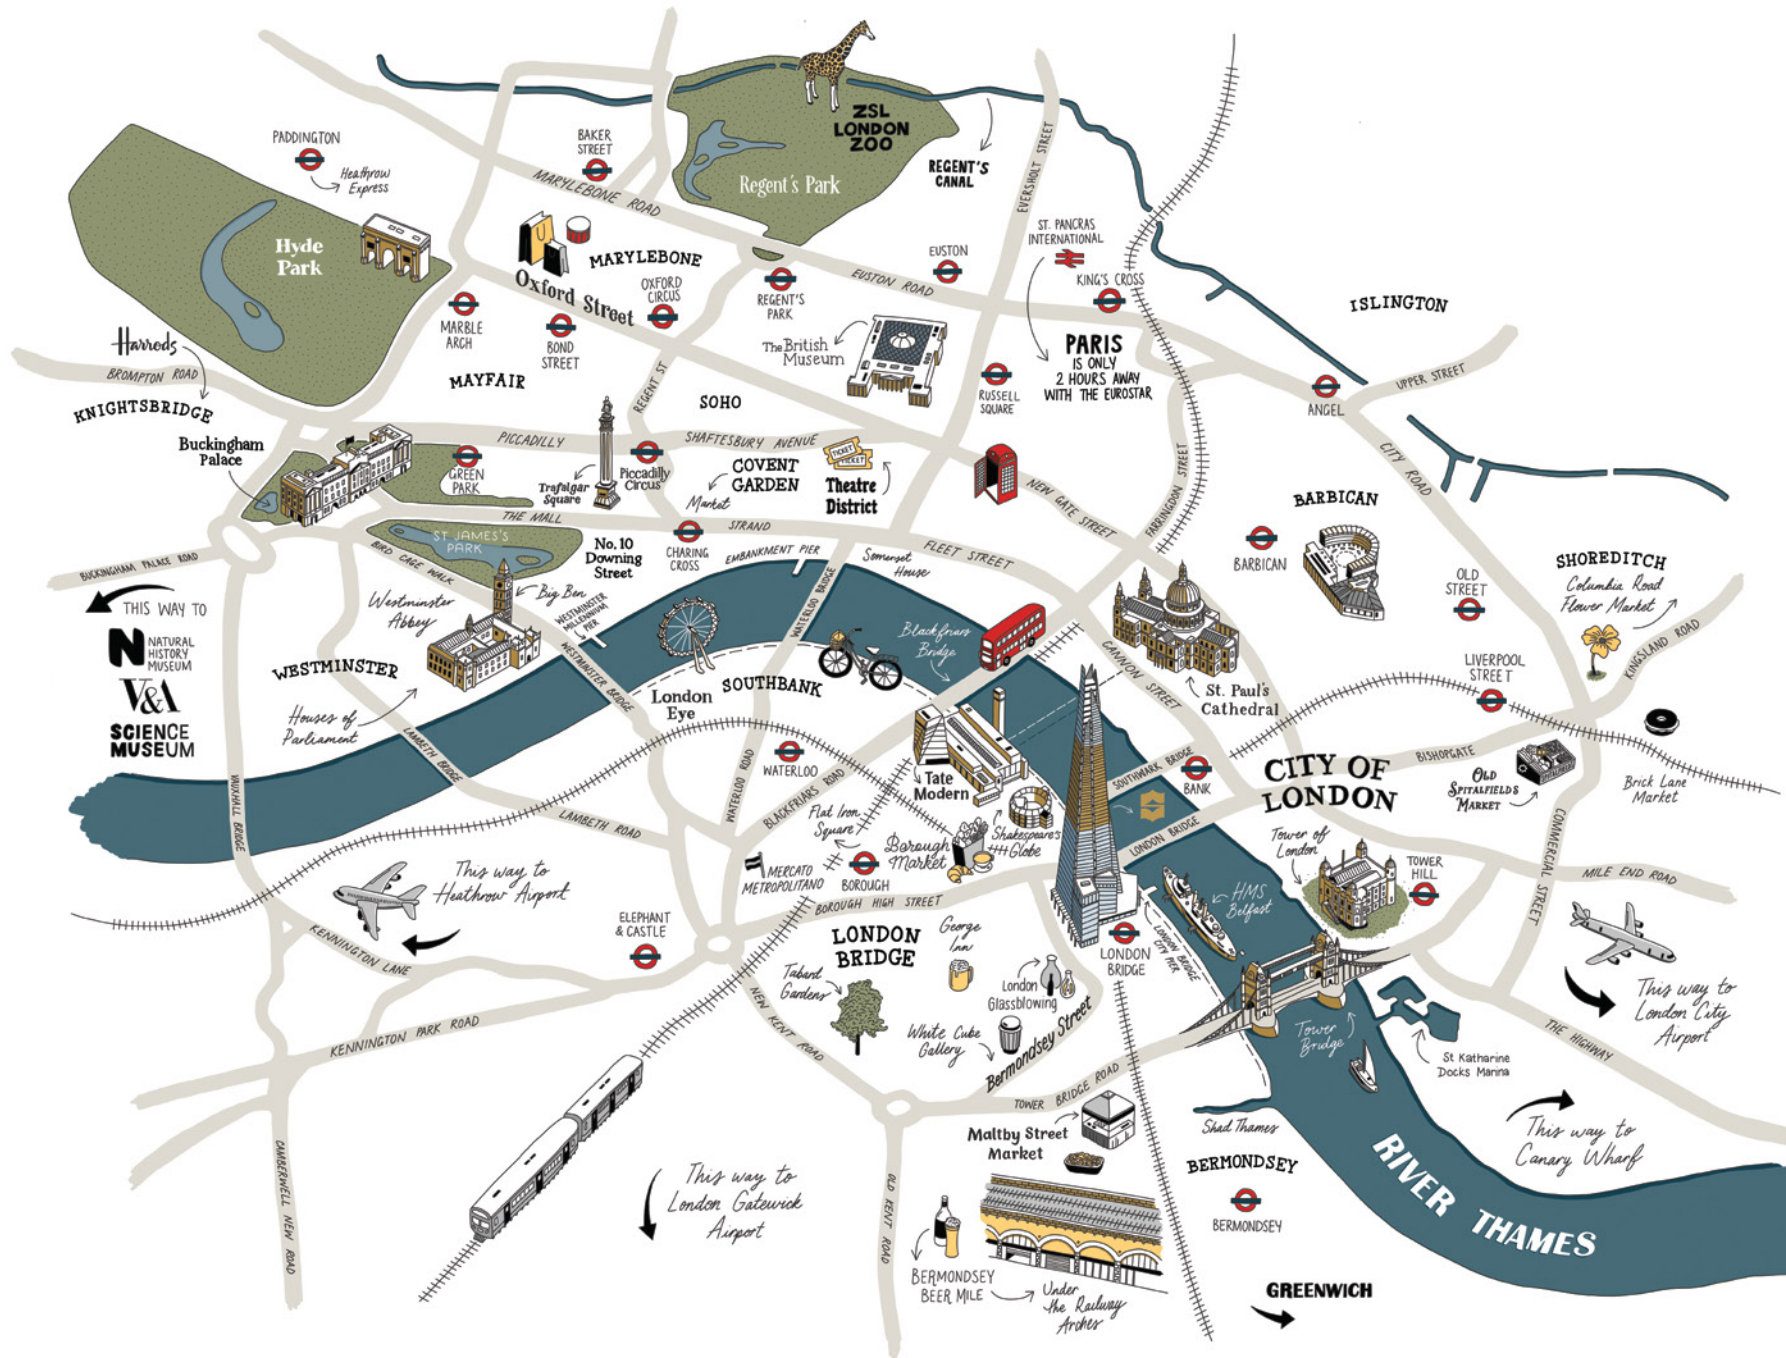 ZSL
LONDON
ZOO
Regent's Park
REGENT'S
CANAL
EVERSHOLT STREET
PADDINGTON
Heathrow
Express
BAKER
STREET
MARYLEBONE ROAD
Hyde
Park
MARYLEBONE
Oxford Street
OXFORD
CIRCUS
REGENT'S
PARK
EUSTON
EUSTON ROAD
ST. PANCRAS
INTERNATIONAL
KING'S CROSS
ISLINGTON
MARBLE
ARCH
BOND
STREET
The British
Museum
PARIS
IS ONLY
2 HOURS AWAY
WITH THE EUROSTAR
RUSSELL
SQUARE
ANGEL
UPPER STREET
Harrods
BROMPTON ROAD
KNIGHTSBRIDGE
MAYFAIR
REGENT ST
SOHO
Buckingham
Palace
PICCADILLY
SHAFTESBURY AVENUE
GREEN
PARK
Trafalgar
Square
Piccadilly
Circus
COVENT
GARDEN
Market
TICKET
TICKET
Theatre
District
NEW GATE STREET
FARRINGDON STREET
CITY ROAD
BARBICAN
BARBICAN
THE MALL
STRAND
FLEET STREET
ST JAMES'S
PARK
BIRD CAGE WALK
No. 10
Downing
Street
CHARING
CROSS
EMBANKMENT PIER
Somerset
House
OLD
STREET
SHOREDITCH
Columbia Road
Flower Market
KINGSLAND ROAD
BUCKINGHAM PALACE ROAD
THIS WAY TO
N NATURAL
HISTORY
MUSEUM
V&A
SCIENCE
MUSEUM
Westminster
Abbey
Big Ben
WESTMINSTER
MILLENNIUM
PIER
WESTMINSTER
WESTMINSTER BRIDGE
WATERLOO BRIDGE
Blackfriars
Bridge
CANNON STREET
St. Paul's
Cathedral
LIVERPOOL
STREET
Houses of
Parliament
London
Eye
SOUTHBANK
LAMBETH BRIDGE
VAUXHALL BRIDGE
WATERLOO
WATERLOO ROAD
BLACKFRIARS ROAD
Tate
Modern
SOUTHWARK BRIDGE
BANK
CITY OF
LONDON
BISHOPGATE
OLD
SPITALFIELDS
MARKET
Brick Lane
Market
LAMBETH ROAD
Flat Iron
Square
Borough
Market
Shakespeare's
Globe
LONDON BRIDGE
Tower of
London
TOWER
HILL
COMMERCIAL STREET
MILE END ROAD
MERCATO
METROPOLITANO
BOROUGH
BOROUGH HIGH STREET
This way to
Heathrow Airport
ELEPHANT
& CASTLE
KENNINGTON LANE
LONDON
BRIDGE
George
Inn
HMS
Belfast
LONDON BRIDGE
CITY PIER
LONDON
BRIDGE
Tabard
Gardens
London
Glassblowing
White Cube
Gallery
Bermondsey Street
Tower
Bridge
St Katharine
Docks Marina
This way to
London City
Airport
THE HIGHWAY
KENNINGTON PARK ROAD
NEW KENT ROAD
TOWER BRIDGE ROAD
Maltby Street
Market
Shad Thames
BERMONDSEY
BERMONDSEY
This way to
Canary Wharf
RIVER THAMES
CAMBERWELL NEW ROAD
This way to
London Gatewick
Airport
OLD KENT ROAD
BERMONDSEY
BEER MILE
Under
the Railway
Arches
GREENWICH